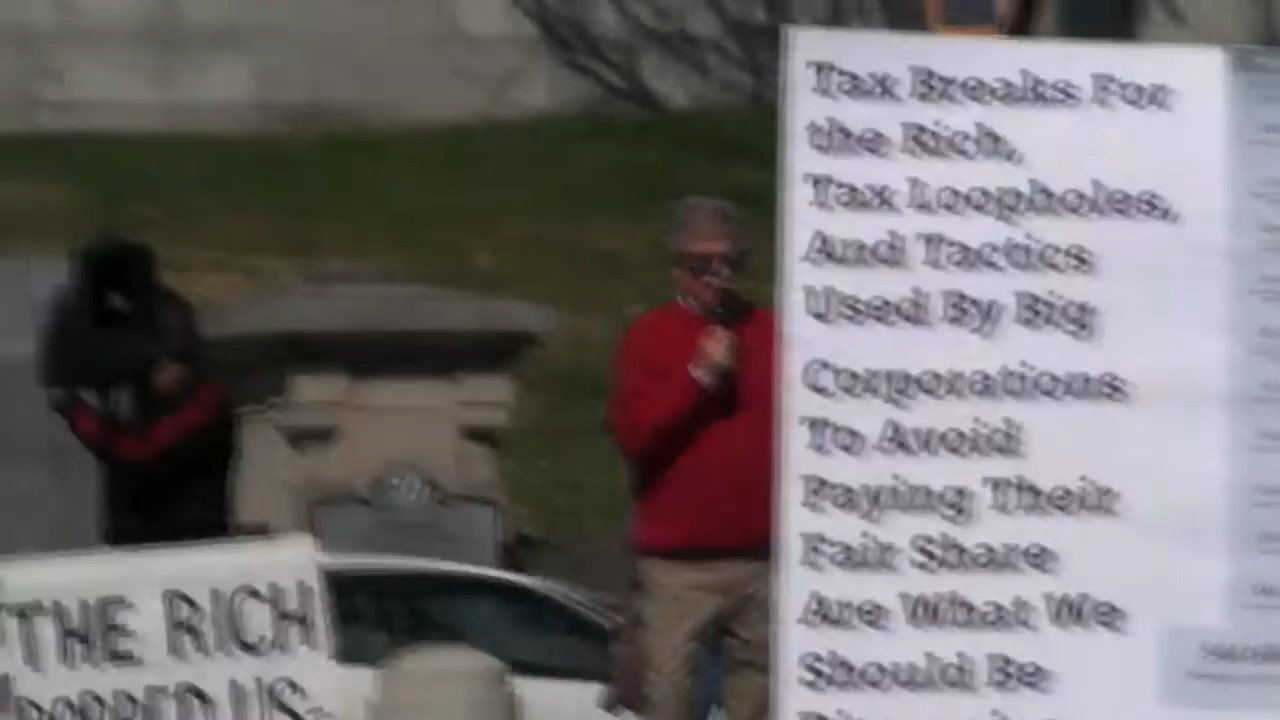 Tax Breaks For
the Rich,
Tax Loopholes,
And Tactics
Used By Big
Corporations
To Avoid
Paying Their
Fair Share
Are What We
Should Be
THE RICH
US-